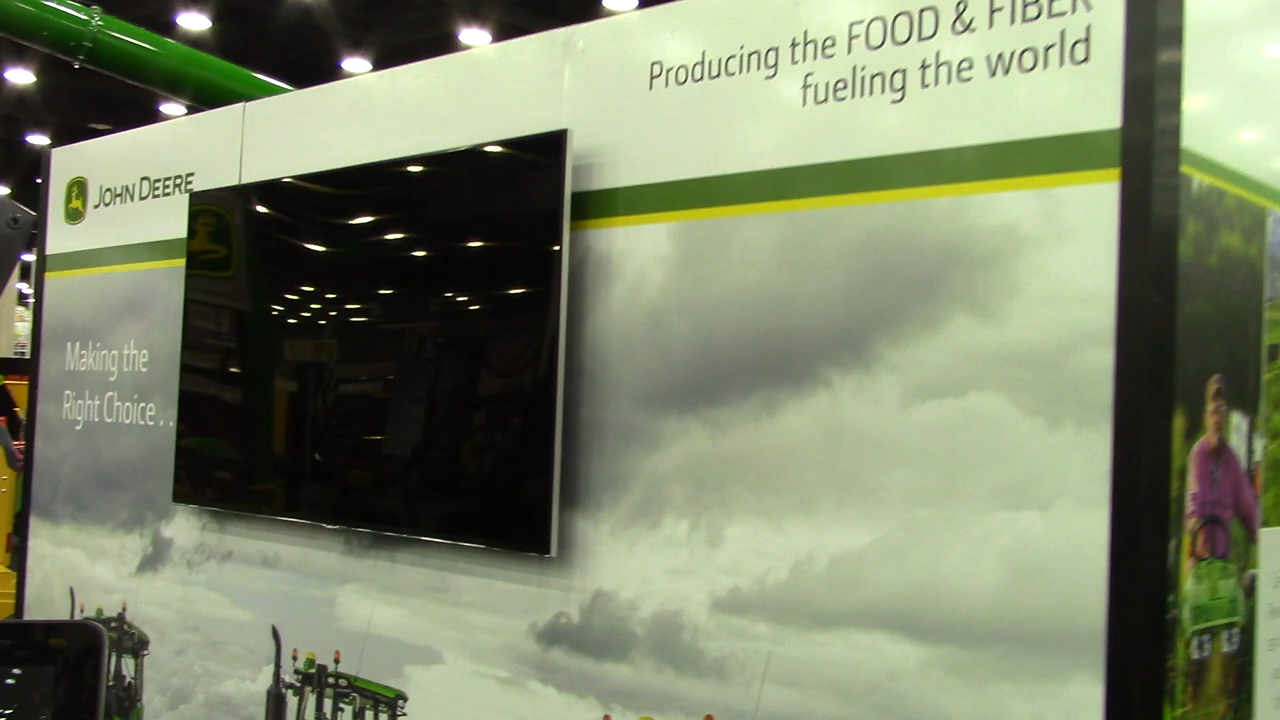 Producing the FOOD & FIBER
fueling the world
JOHN DEERE
Making the
Right Choice . .